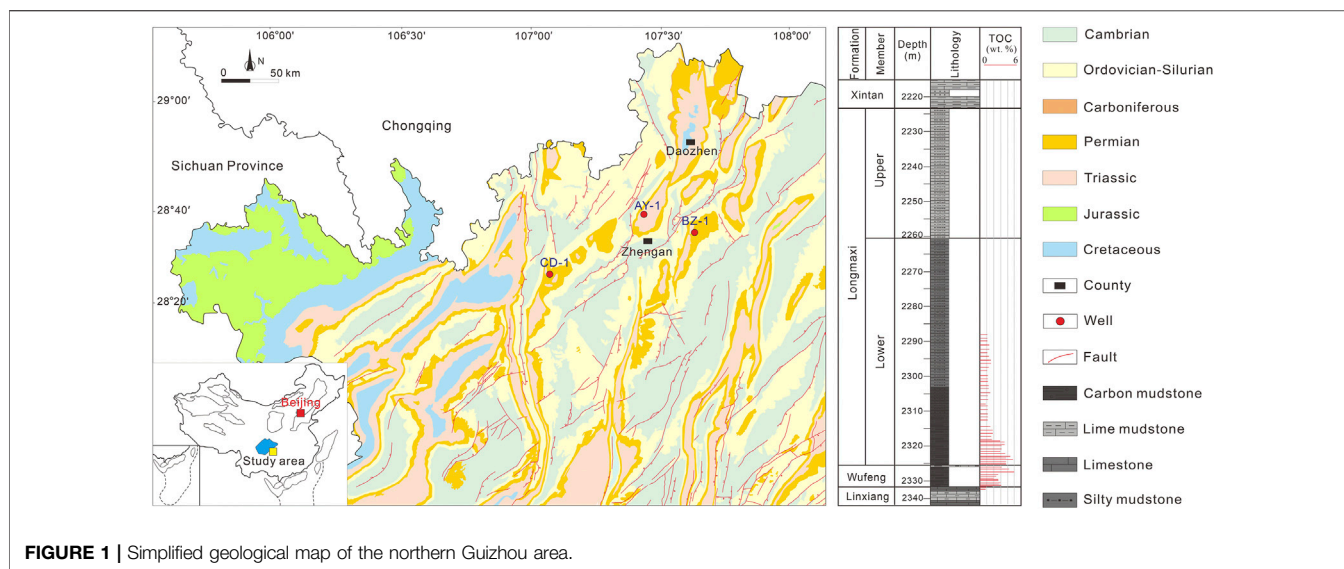 106°00′ 106°30′ 107°00′ 107°30′ 108°00′
N
0 50 km
29°00′
28°40′
28°20′
Chongqing
Sichuan Province
Daozhen
AY-1
BZ-1
Zhengan
CD-1
Beijing
Study area
Formation
Member
Depth
(m)
Lithology
TOC
(wt. %)
0 6
Xintan
Longmaxi
Upper
Lower
Wufeng
Linxiang
2220
2230
2240
2250
2260
2270
2280
2290
2300
2310
2320
2330
2340
Cambrian
Ordovician-Silurian
Carboniferous
Permian
Triassic
Jurassic
Cretaceous
County
Well
Fault
Carbon mudstone
Lime mudstone
Limestone
Silty mudstone
FIGURE 1 | Simplified geological map of the northern Guizhou area.